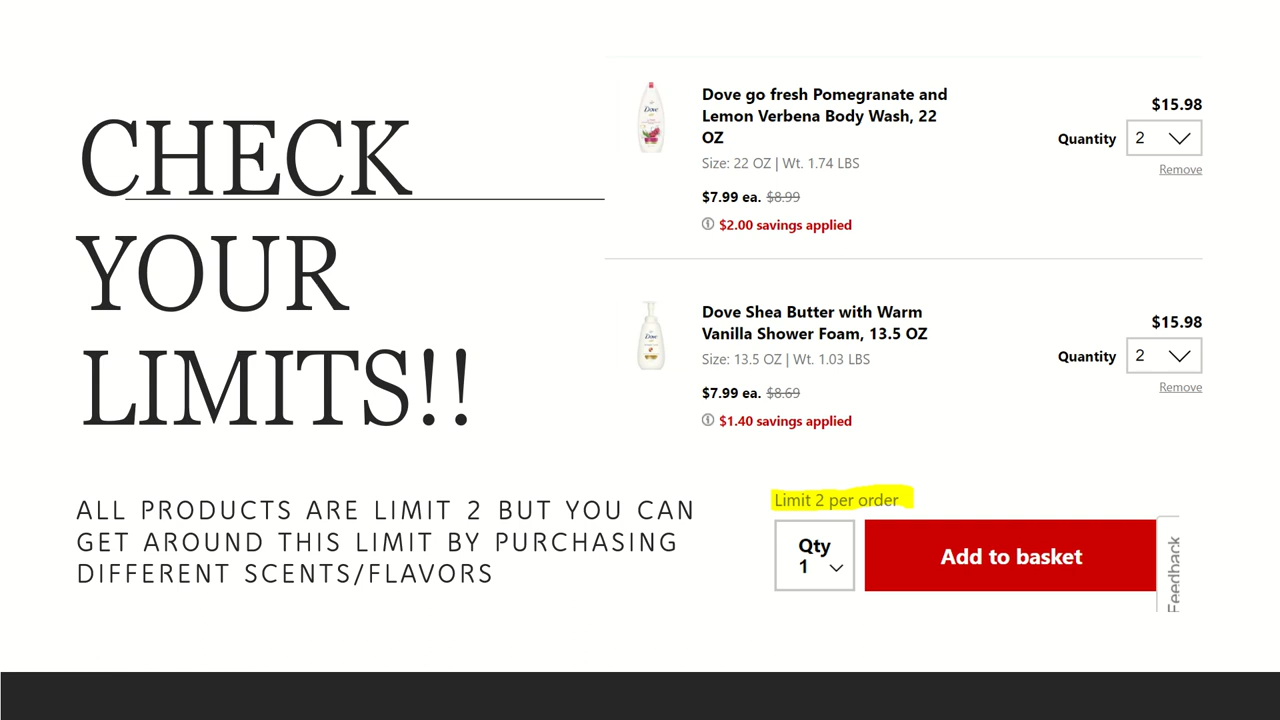 CHECK
YOUR
LIMITS!!
ALL PRODUCTS ARE LIMIT 2 BUT YOU CAN
GET AROUND THIS LIMIT BY PURCHASING
DIFFERENT SCENTS/FLAVORS
Dove go fresh Pomegranate and
Lemon Verbena Body Wash, 22
OZ
Size: 22 OZ | Wt. 1.74 LBS
$7.99 ea. $8.99
$2.00 savings applied
$15.98
Quantity 2
Remove
Dove Shea Butter with Warm
Vanilla Shower Foam, 13.5 OZ
Size: 13.5 OZ | Wt. 1.03 LBS
$7.99 ea. $8.69
$1.40 savings applied
$15.98
Quantity 2
Remove
Limit 2 per order
Qty
1
Add to basket
Feedback
Dove
Dove